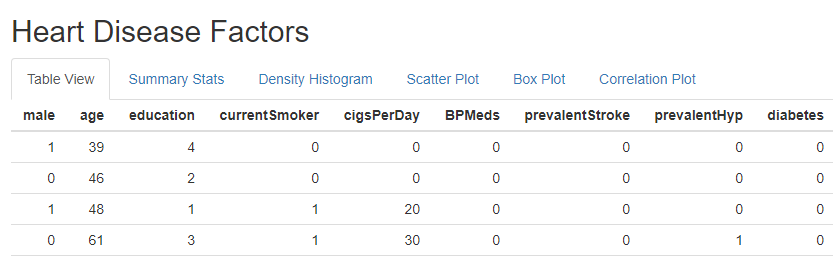 Heart Disease Factors
Table View Summary Stats Density Histogram Scatter Plot Box Plot Correlation Plot
male age education currentSmoker cigsPerDay BPMeds prevalentStroke prevalentHyp diabetes
1 39 4 0 0 0 0 0 0
0 46 2 0 0 0 0 0 0
1 48 1 1 20 0 0 0 0
0 61 3 1 30 0 0 1 0